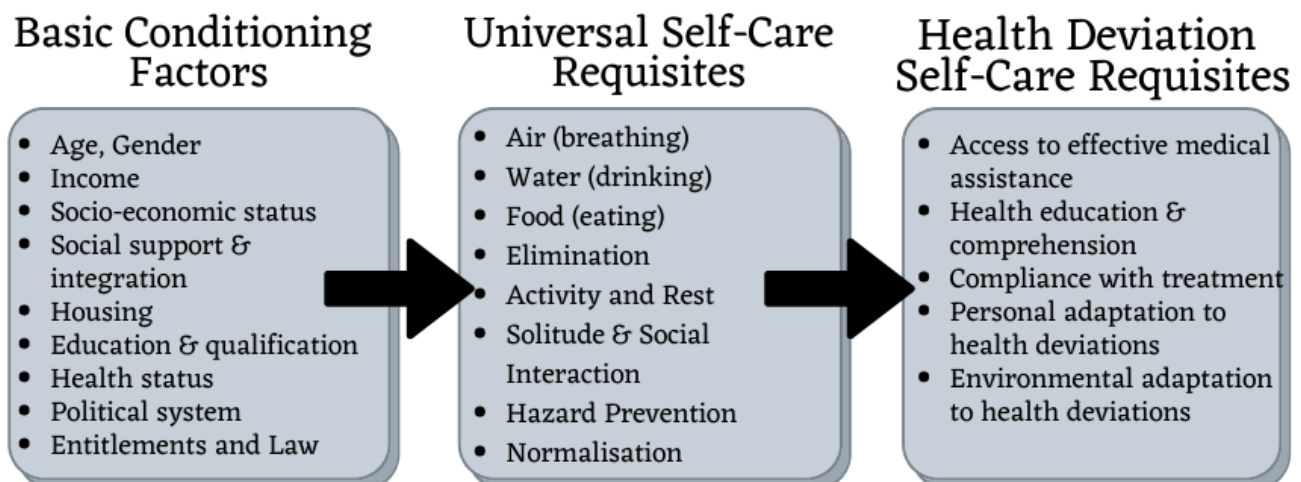 Basic Conditioning
Factors
• Age, Gender
• Income
• Socio-economic status
• Social support &
integration
• Housing
• Education & qualification
• Health status
• Political system
• Entitlements and Law
Universal Self-Care
Requisites
• Air (breathing)
• Water (drinking)
• Food (eating)
• Elimination
• Activity and Rest
• Solitude & Social
Interaction
• Hazard Prevention
• Normalisation
Health Deviation
Self-Care Requisites
• Access to effective medical
assistance
• Health education &
comprehension
• Compliance with treatment
• Personal adaptation to
health deviations
• Environmental adaptation
to health deviations